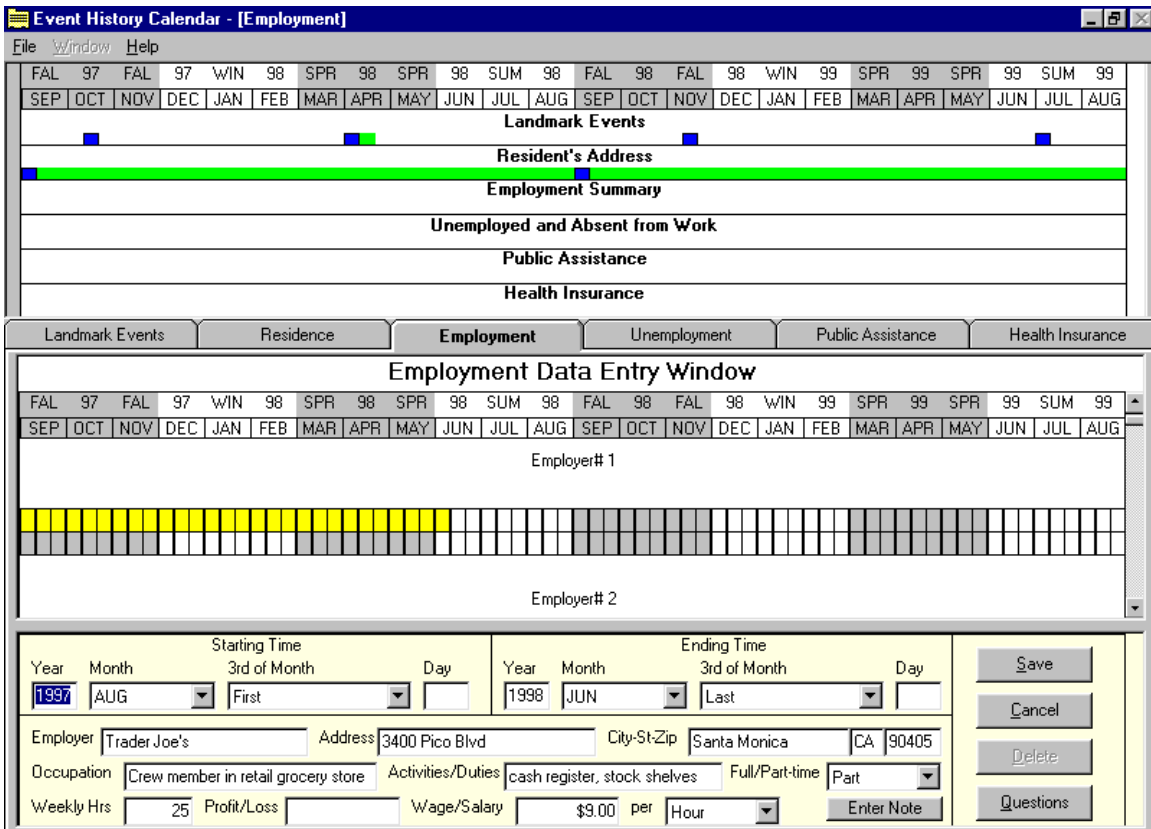 Event History Calendar - [Employment]
File Window Help
FAL 97 FAL 97 WIN 98 SPR 98 SPR 98 SUM 98 FAL 98 FAL 98 WIN 99 SPR 99 SPR 99 SUM 99
SEP OCT NOV DEC JAN FEB MAR APR MAY JUN JUL AUG SEP OCT NOV DEC JAN FEB MAR APR MAY JUN JUL AUG
Landmark Events
Resident's Address
Employment Summary
Unemployed and Absent from Work
Public Assistance
Health Insurance
Landmark Events Residence Employment Unemployment Public Assistance Health Insurance
Employment Data Entry Window
FAL 97 FAL 97 WIN 98 SPR 98 SPR 98 SUM 98 FAL 98 FAL 98 WIN 99 SPR 99 SPR 99 SUM 99
SEP OCT NOV DEC JAN FEB MAR APR MAY JUN JUL AUG SEP OCT NOV DEC JAN FEB MAR APR MAY JUN JUL AUG
Employer# 1
Employer# 2
Starting Time Ending Time
Year Month 3rd of Month Day Year Month 3rd of Month Day Save
1997 AUG First 1998 JUN Last
Cancel
Employer Trader Joe's Address 3400 Pico Blvd City-St-Zip Santa Monica CA 90405
Delete
Occupation Crew member in retail grocery store Activities/Duties cash register, stock shelves Full/Part-time Part
Weekly Hrs 25 Profit/Loss Wage/Salary $9.00 per Hour Enter Note Questions